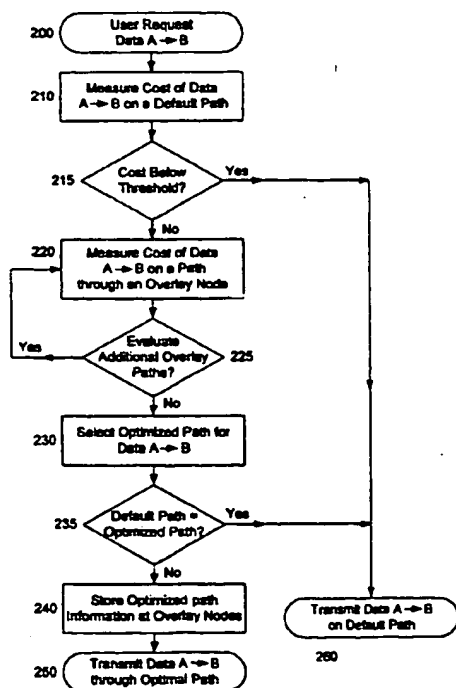 200
User Request
Data A → B
210
Measure Cost of Data
A → B on a Default Path
215
Cost Below
Threshold?
Yes
No
220
Measure Cost of Data
A → B on a Path
through an Overlay Node
Yes
Evaluate
Additional Overlay
Paths?
225
No
230
Select Optimized Path for
Data A → B
235
Default Path =
Optimized Path?
Yes
No
240
Store Optimized path
Information at Overlay Nodes
Transmit Data A → B
on Default Path
250
Transmit Data A → B
through Optimal Path
260